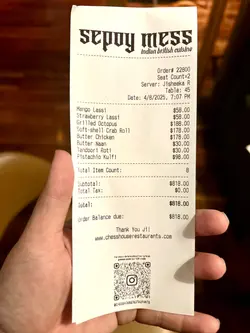 sepoy mess
indian british cuisine
Order# 22800
Seat Count=2
Server: Jisheeka R
Table: 45
Date: 4/8/2025, 7:07 PM
Mango Lassi $58.00
Strawberry Lassi $58.00
Grilled Octopus $188.00
Soft-shell Crab Roll $178.00
Butter Chicken $178.00
Butter Naan $30.00
Tandoori Roti $30.00
Pistachio Kulfi $98.00
Total Item Count: 8
Subtotal: $818.00
Total Tax: $0.00
Total: $818.00
Order Balance due: $818.00
Thank You Ji!
www.chesshouserestaurants.com